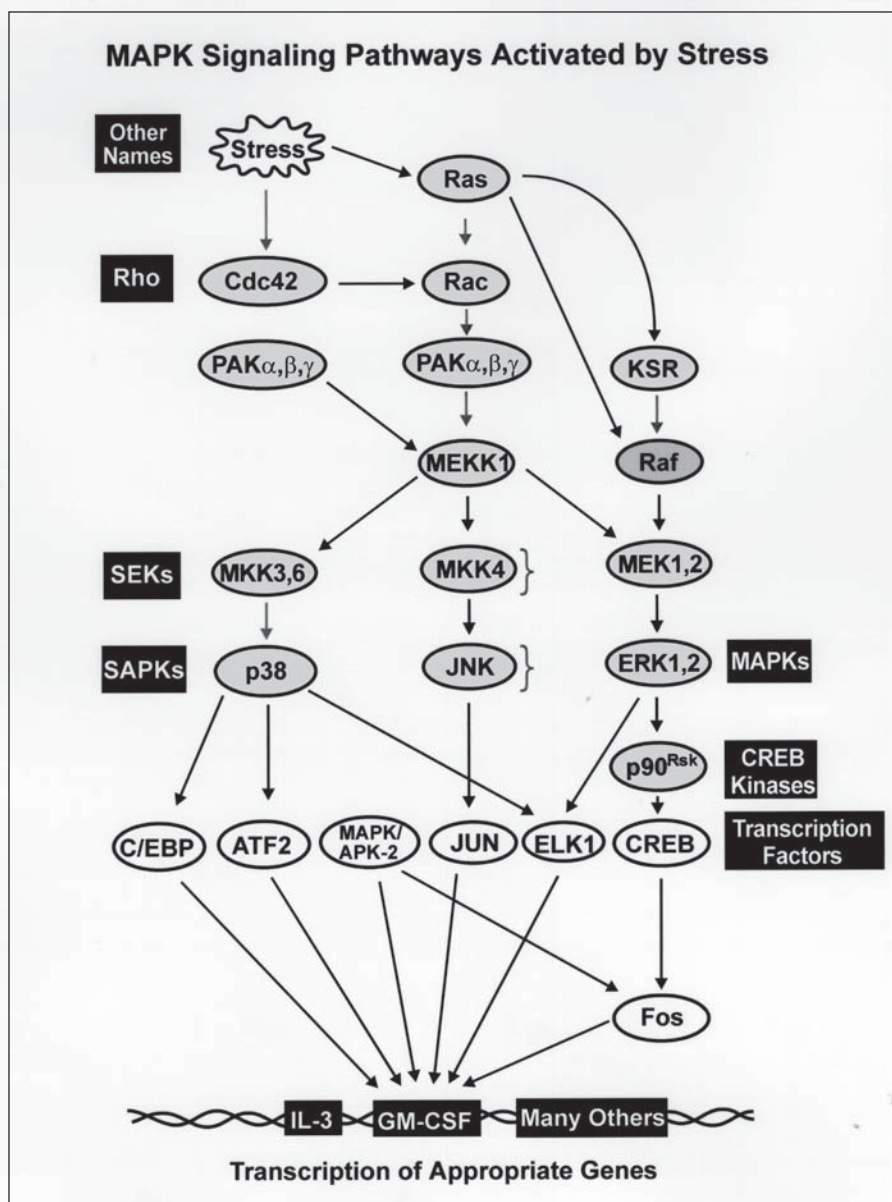 MAPK Signaling Pathways Activated by Stress
Other
Names
Stress
Ras
Rho
Cdc42
Rac
PAKα,β,γ
PAKα,β,γ
KSR
MEKK1
Raf
SEKs
MKK3,6
MKK4
MEK1,2
SAPKs
p38
JNK
ERK1,2
MAPKs
p90Rsk
CREB
Kinases
C/EBP
ATF2
MAPK/
APK-2
JUN
ELK1
CREB
Transcription
Factors
Fos
IL-3
GM-CSF
Many Others
Transcription of Appropriate Genes